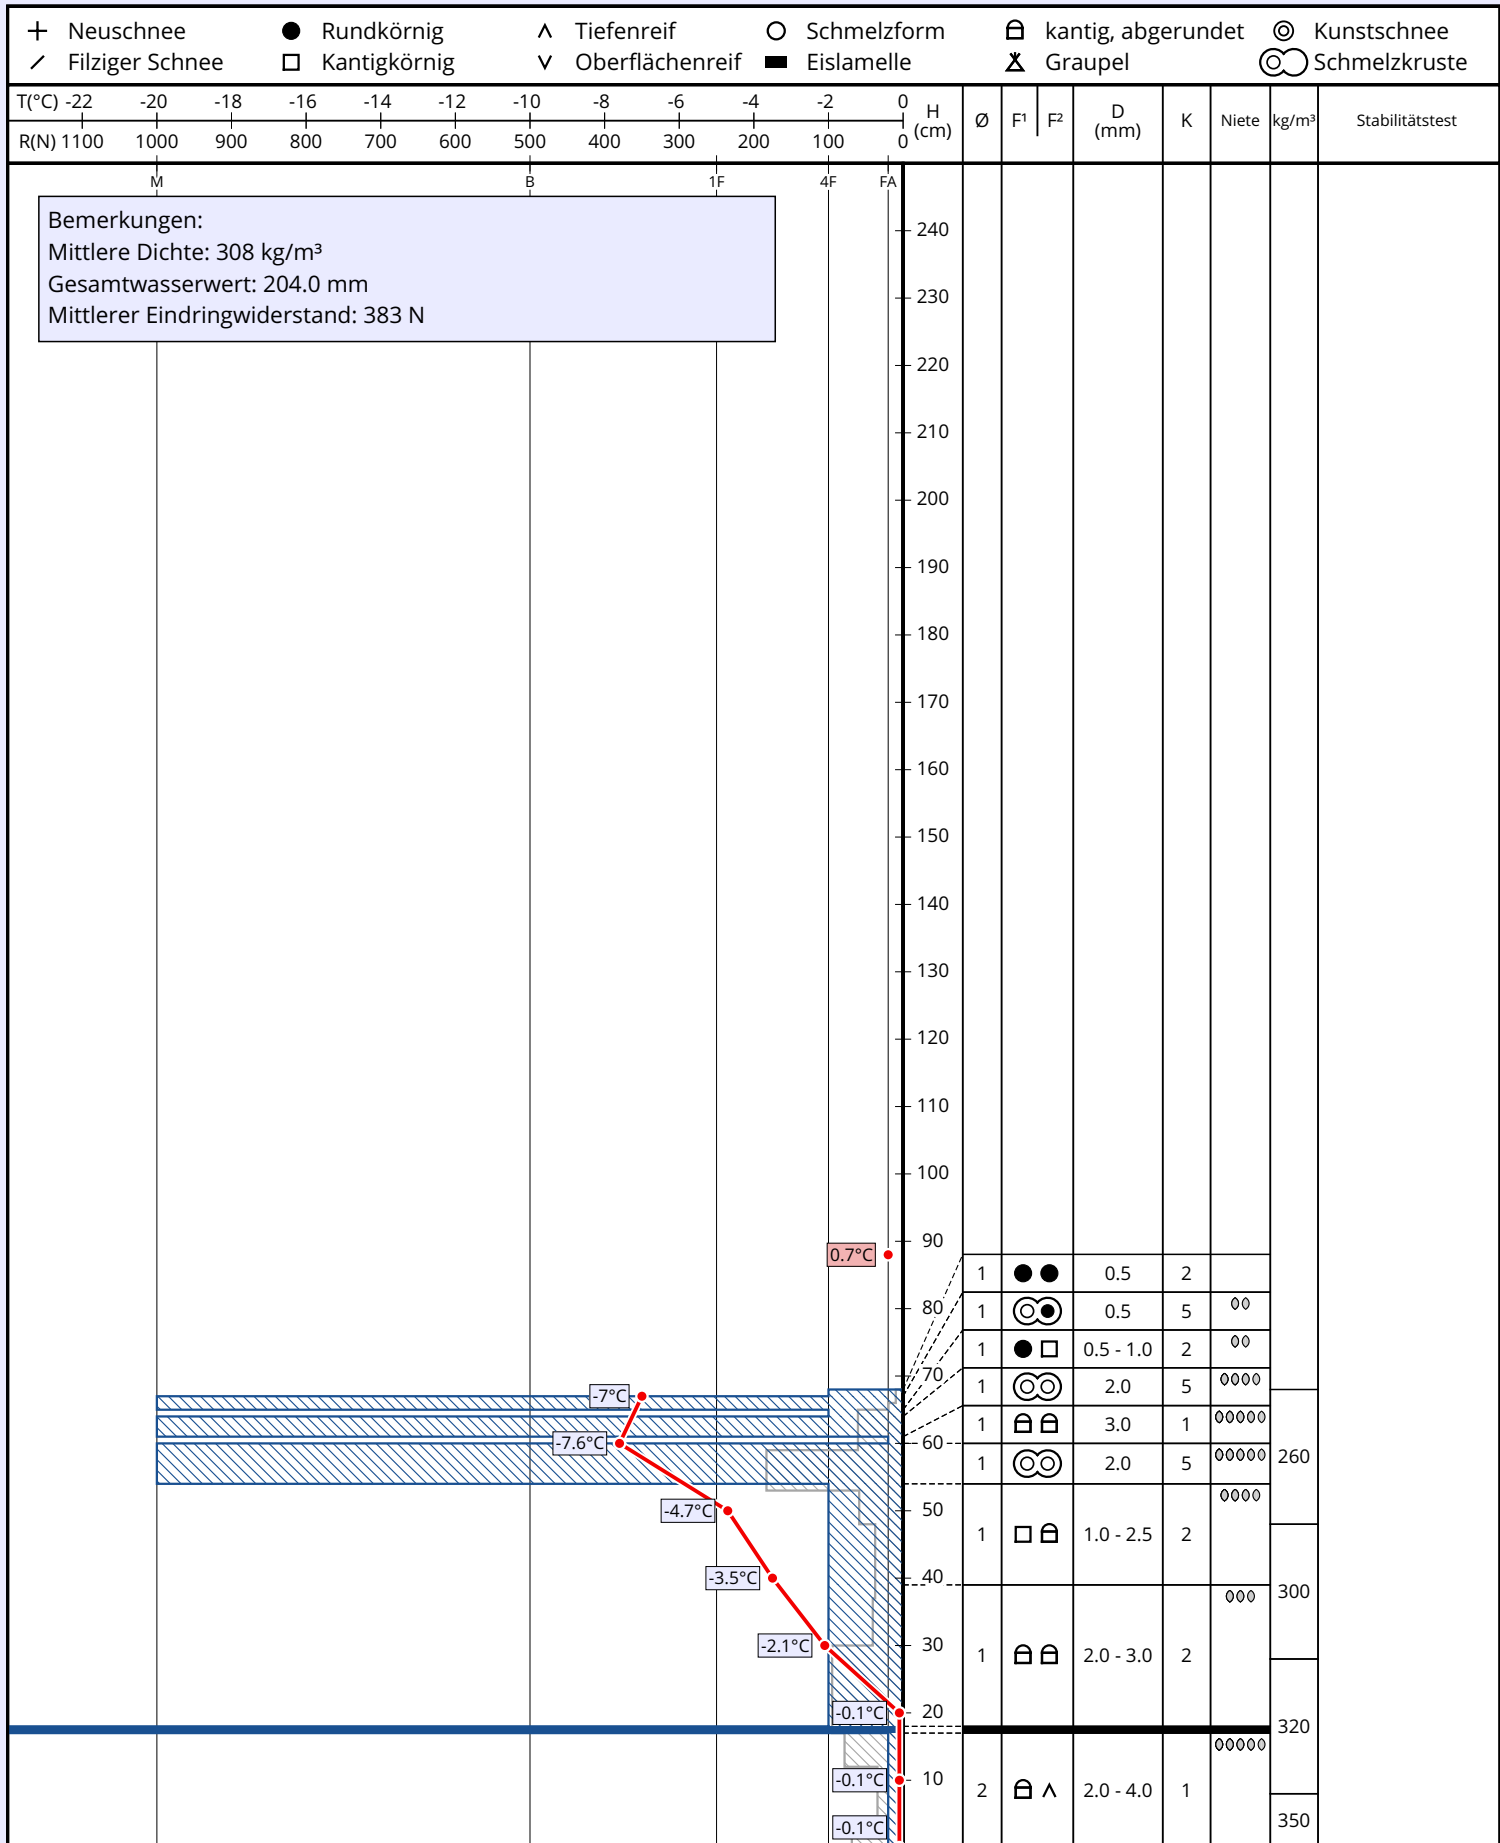 Neuschnee Rundkörnig Tiefenreif Schmelzform kantig, abgerundet Kunstschnee
Filziger Schnee Kantigkörnig Oberflächenreif Eislamelle Graupel Schmelzkruste
T(°C) -22 -20 -18 -16 -14 -12 -10 -8 -6 -4 -2 0
R(N) 1100 1000 900 800 700 600 500 400 300 200 100 0
H (cm) Ø F¹ F² D (mm) K Niete kg/m³ Stabilitätstest
M B 1F 4F FA
Bemerkungen:
Mittlere Dichte: 308 kg/m³
Gesamtwasserwert: 204.0 mm
Mittlerer Eindringwiderstand: 383 N
240
230
220
210
200
190
180
170
160
150
140
130
120
110
100
90
0.7°C
1 0.5 2
80 1 0.5 5
1 0.5 - 1.0 2
70
-7°C 1 2.0 5
1 3.0 1
-7.6°C 60 260
1 2.0 5
-4.7°C 50
1 1.0 - 2.5 2
-3.5°C 40 300
-2.1°C 30
1 2.0 - 3.0 2
-0.1°C 20
320
-0.1°C 10
2 2.0 - 4.0 1
-0.1°C 350